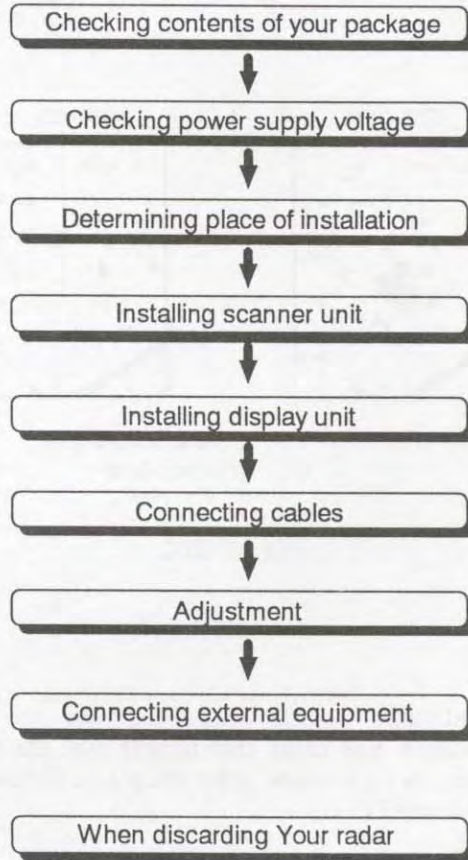 Checking contents of your package
Checking power supply voltage
Determining place of installation
Installing scanner unit
Installing display unit
Connecting cables
Adjustment
Connecting external equipment
When discarding Your radar